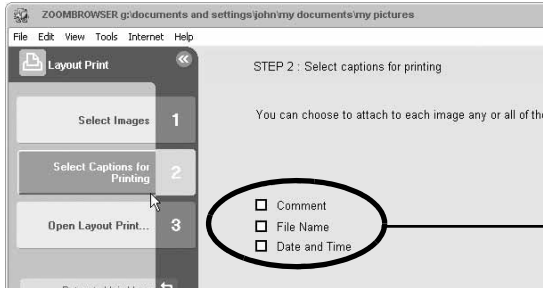 ZOOMBROWSER g:\documents and settings\john\my documents\my pictures
File Edit View Tools Internet Help
Layout Print
STEP 2 : Select captions for printing
Select Images 1
You can choose to attach to each image any or all of the
Select Captions for
Printing 2
Comment
Open Layout Print... 3
File Name
Date and Time